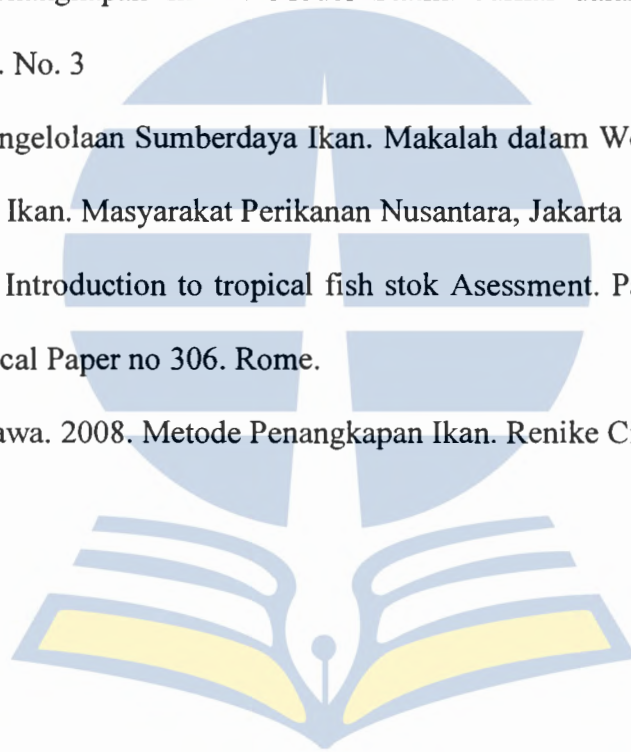 . No. 3
ngelolaan Sumberdaya Ikan. Makalah dalam W
Ikan. Masyarakat Perikanan Nusantara, Jakarta
Introduction to tropical fish stok Asessment. P
cal Paper no 306. Rome.
awa. 2008. Metode Penangkapan Ikan. Renike C